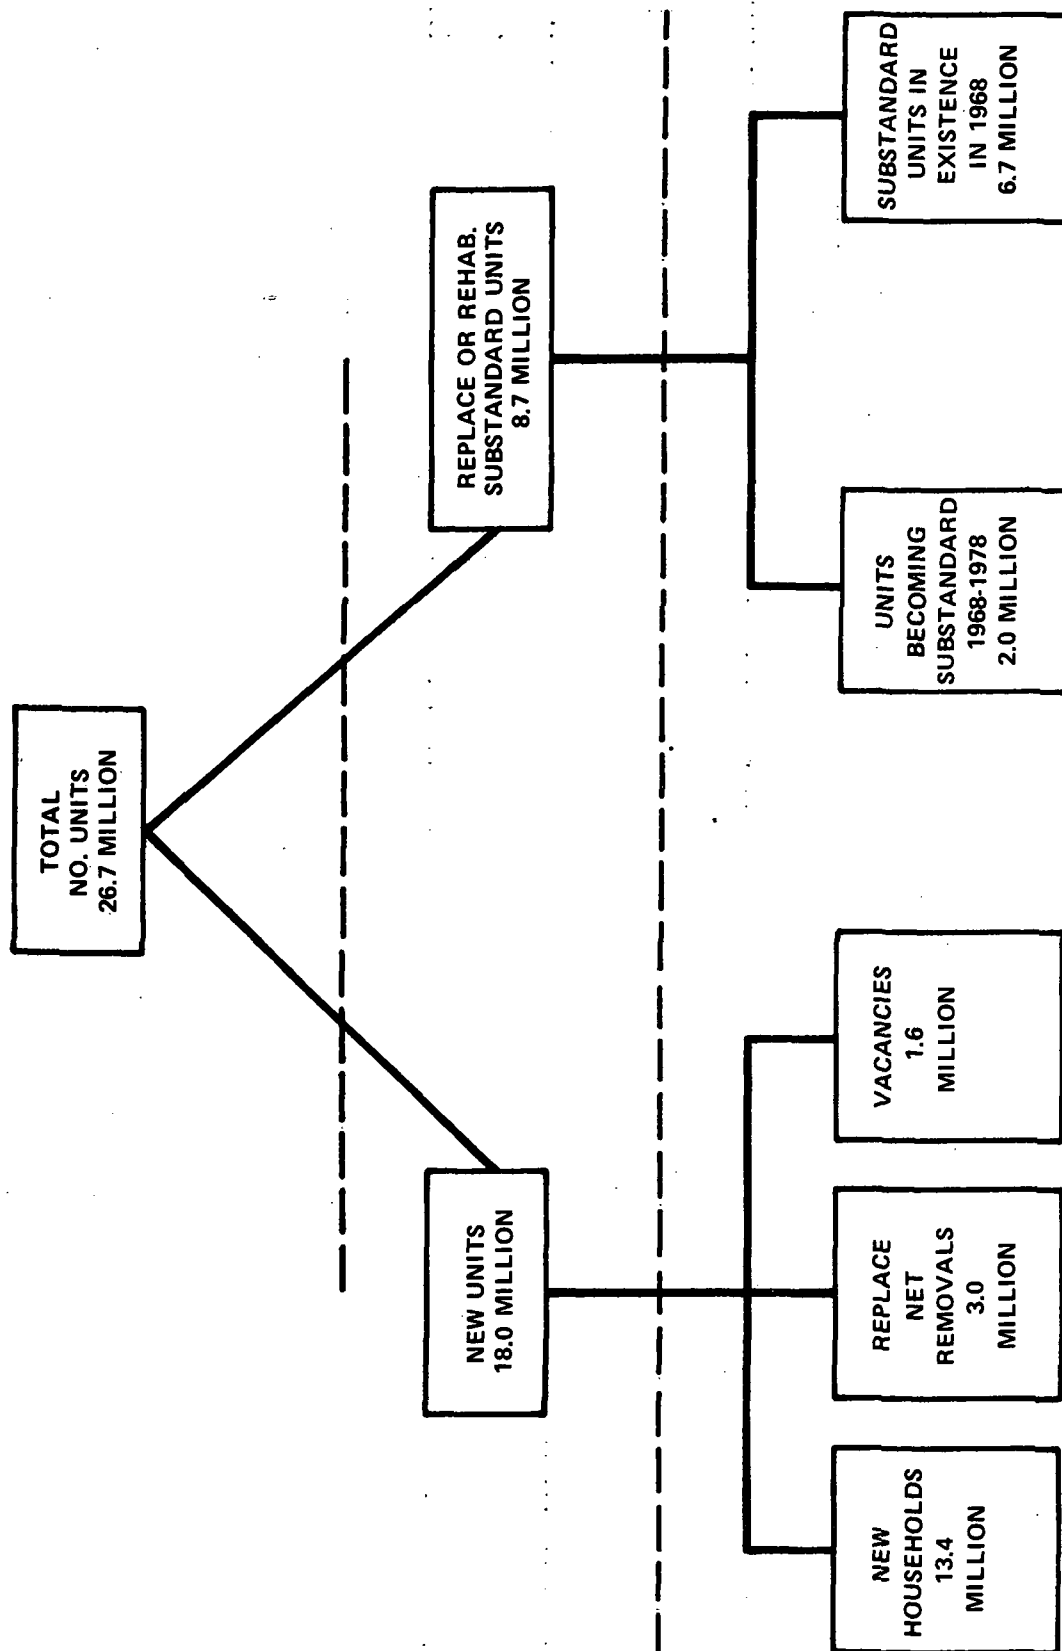 TOTAL
NO. UNITS
26.7 MILLION
NEW UNITS
18.0 MILLION
REPLACE OR REHAB.
SUBSTANDARD UNITS
8.7 MILLION
NEW
HOUSEHOLDS
13.4
MILLION
REPLACE
NET
REMOVALS
3.0
MILLION
VACANCIES
1.6
MILLION
UNITS
BECOMING
SUBSTANDARD
1968-1978
2.0 MILLION
SUBSTANDARD
UNITS IN
EXISTENCE
IN 1968
6.7 MILLION